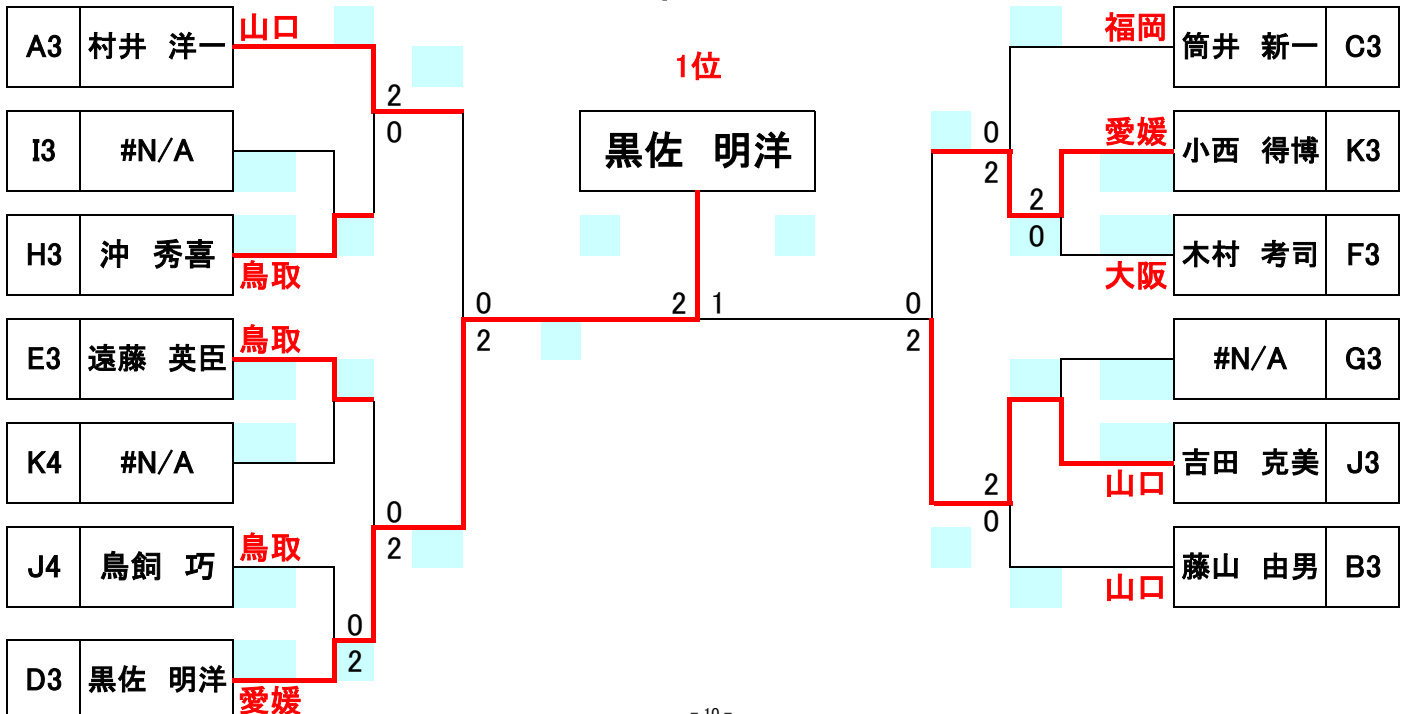 A3 村井 洋一 山口
I3 #N/A
H3 沖 秀喜 鳥取
E3 遠藤 英臣 鳥取
K4 #N/A
J4 鳥飼 巧 鳥取
D3 黒佐 明洋 愛媛
2
0
0
2
0
2
0
2
1位
黒佐 明洋
2 1
0
2
2
0
0
2
2
0
福岡 筒井 新一 C3
愛媛 小西 得博 K3
大阪 木村 考司 F3
#N/A G3
山口 吉田 克美 J3
山口 藤山 由男 B3
- 10 -